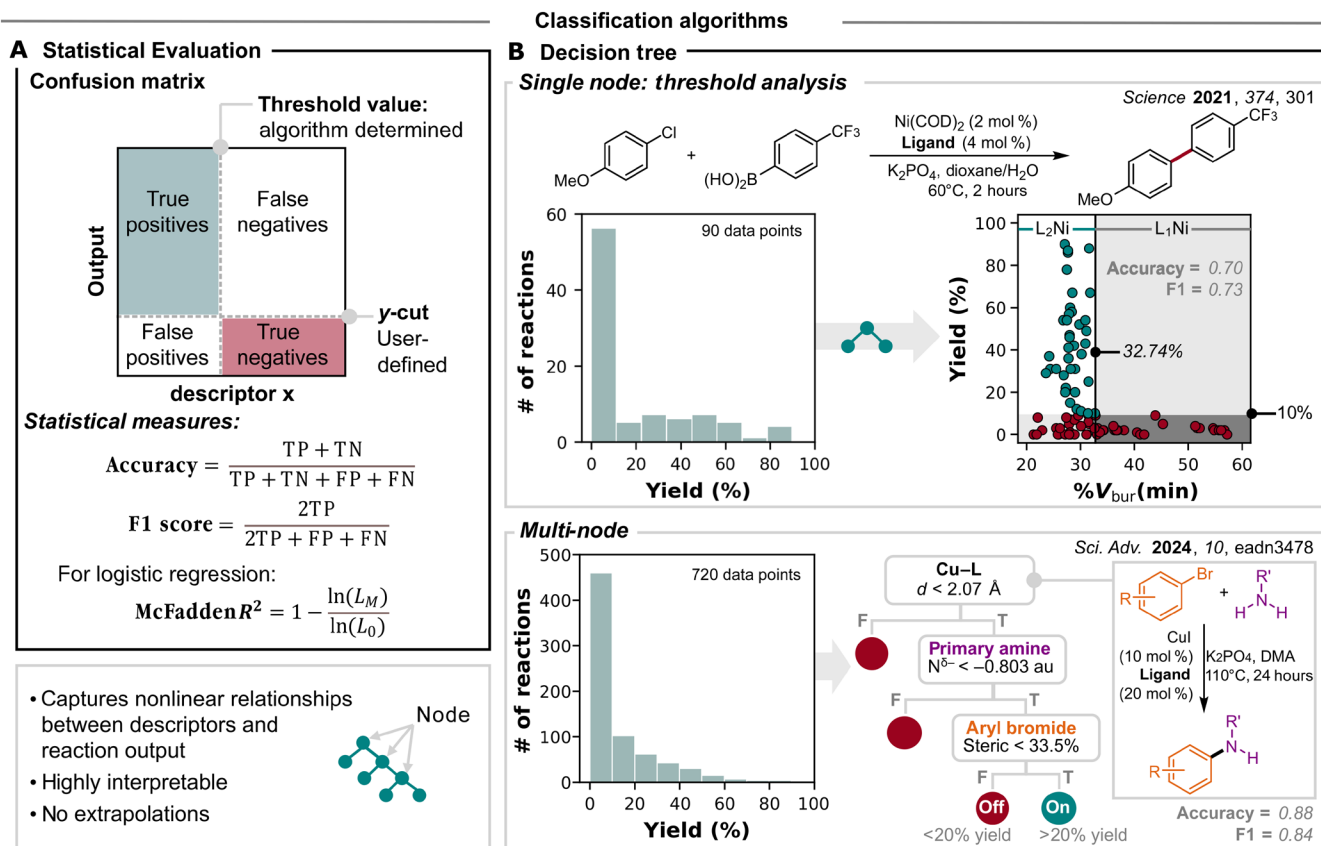 Classification algorithms
A Statistical Evaluation
Confusion matrix
Threshold value:
algorithm determined
True
positives
False
negatives
False
positives
True
negatives
Output
descriptor x
y-cut
User-
defined
Statistical measures:
Accuracy = TP + TN / TP + TN + FP + FN
F1 score = 2TP / 2TP + FP + FN
For logistic regression:
McFadden R² = 1 − ln(L_M) / ln(L_0)
• Captures nonlinear relationships
between descriptors and
reaction output
• Highly interpretable
• No extrapolations
Node
B Decision tree
Single node: threshold analysis
Science 2021, 374, 301
Cl
MeO
+
CF₃
(HO)₂B
Ni(COD)₂ (2 mol %)
Ligand (4 mol %)
K₂PO₄, dioxane/H₂O
60°C, 2 hours
CF₃
MeO
90 data points
# of reactions
60
40
20
0
0 20 40 60 80 100
Yield (%)
L₂Ni
L₁Ni
Accuracy = 0.70
F1 = 0.73
32.74%
10%
Yield (%)
100
80
60
40
20
0
20 30 40 50 60
%V_bur(min)
Multi-node
Sci. Adv. 2024, 10, eadn3478
720 data points
# of reactions
500
400
300
200
100
0
0 20 40 60 80 100
Yield (%)
Cu–L
d < 2.07 Å
F T
Primary amine
N^δ– < –0.803 au
F T
Aryl bromide
Steric < 33.5%
F T
Off
On
<20% yield
>20% yield
R
Br
+
R'
H N H
CuI
(10 mol %)
Ligand
(20 mol %)
K₂PO₄, DMA
110°C, 24 hours
R'
R
N
H
Accuracy = 0.88
F1 = 0.84